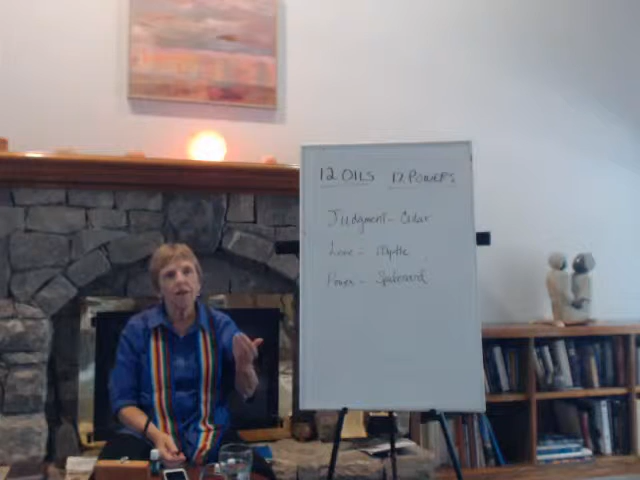 12 OILS 12 POWERS
Judgment - Cedar
Love - Myrtle
Power - Spikenard